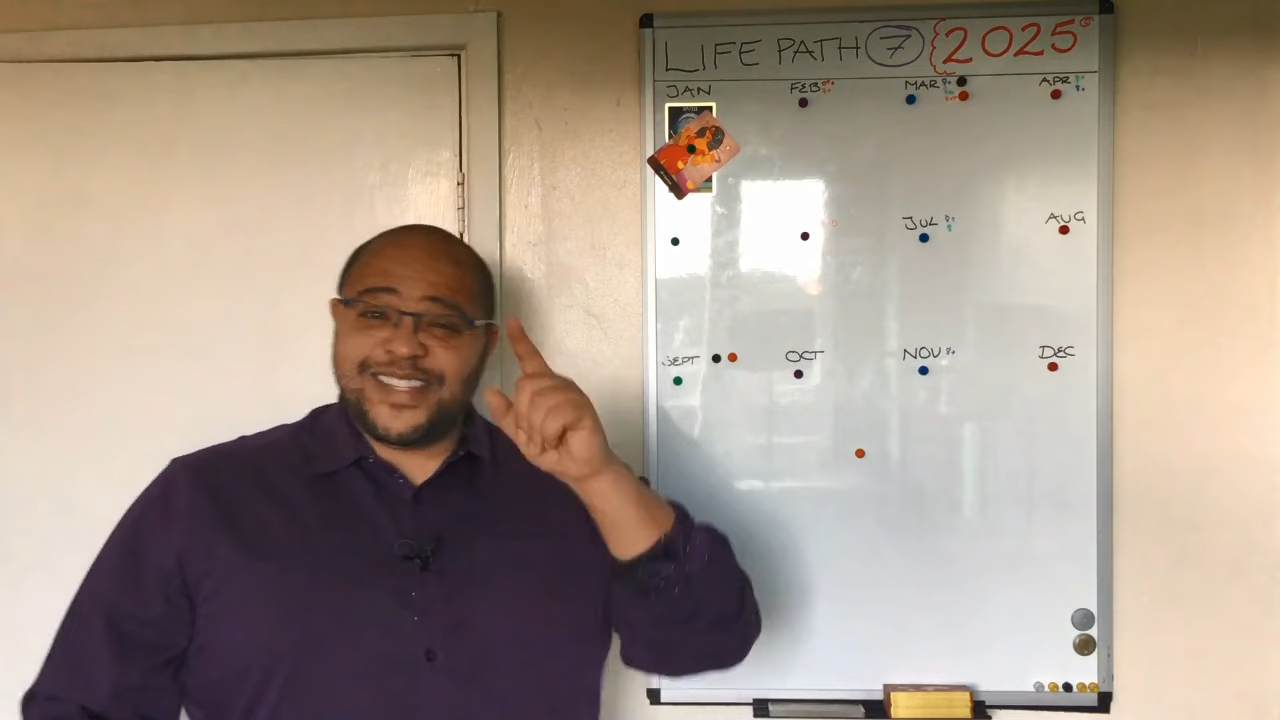 LIFE PATH 7 2025
JAN FEB MAR APR
JUL AUG
SEPT OCT NOV DEC